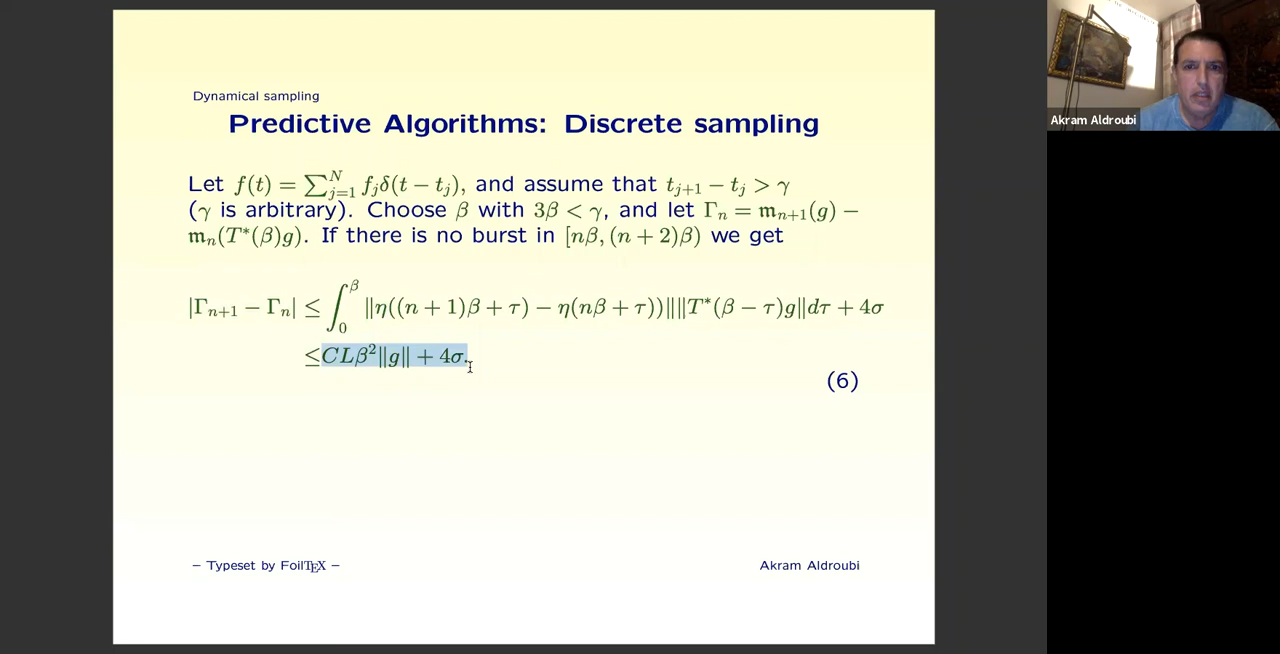 Dynamical sampling
Predictive Algorithms: Discrete sampling
Let f(t) = ∑_{j=1}^{N} f_jδ(t − t_j), and assume that t_{j+1} − t_j > γ
(γ is arbitrary). Choose β with 3β < γ, and let Γ_n = 𝔪_{n+1}(g) −
𝔪_n(T*(β)g). If there is no burst in [nβ, (n + 2)β) we get
|Γ_{n+1} − Γ_n| ≤ ∫_0^β ‖η((n + 1)β + τ) − η(nβ + τ))‖‖T*(β − τ)g‖dτ + 4σ
≤CLβ²‖g‖ + 4σ.
(6)
– Typeset by FoilTEX –
Akram Aldroubi
Akram Aldroubi